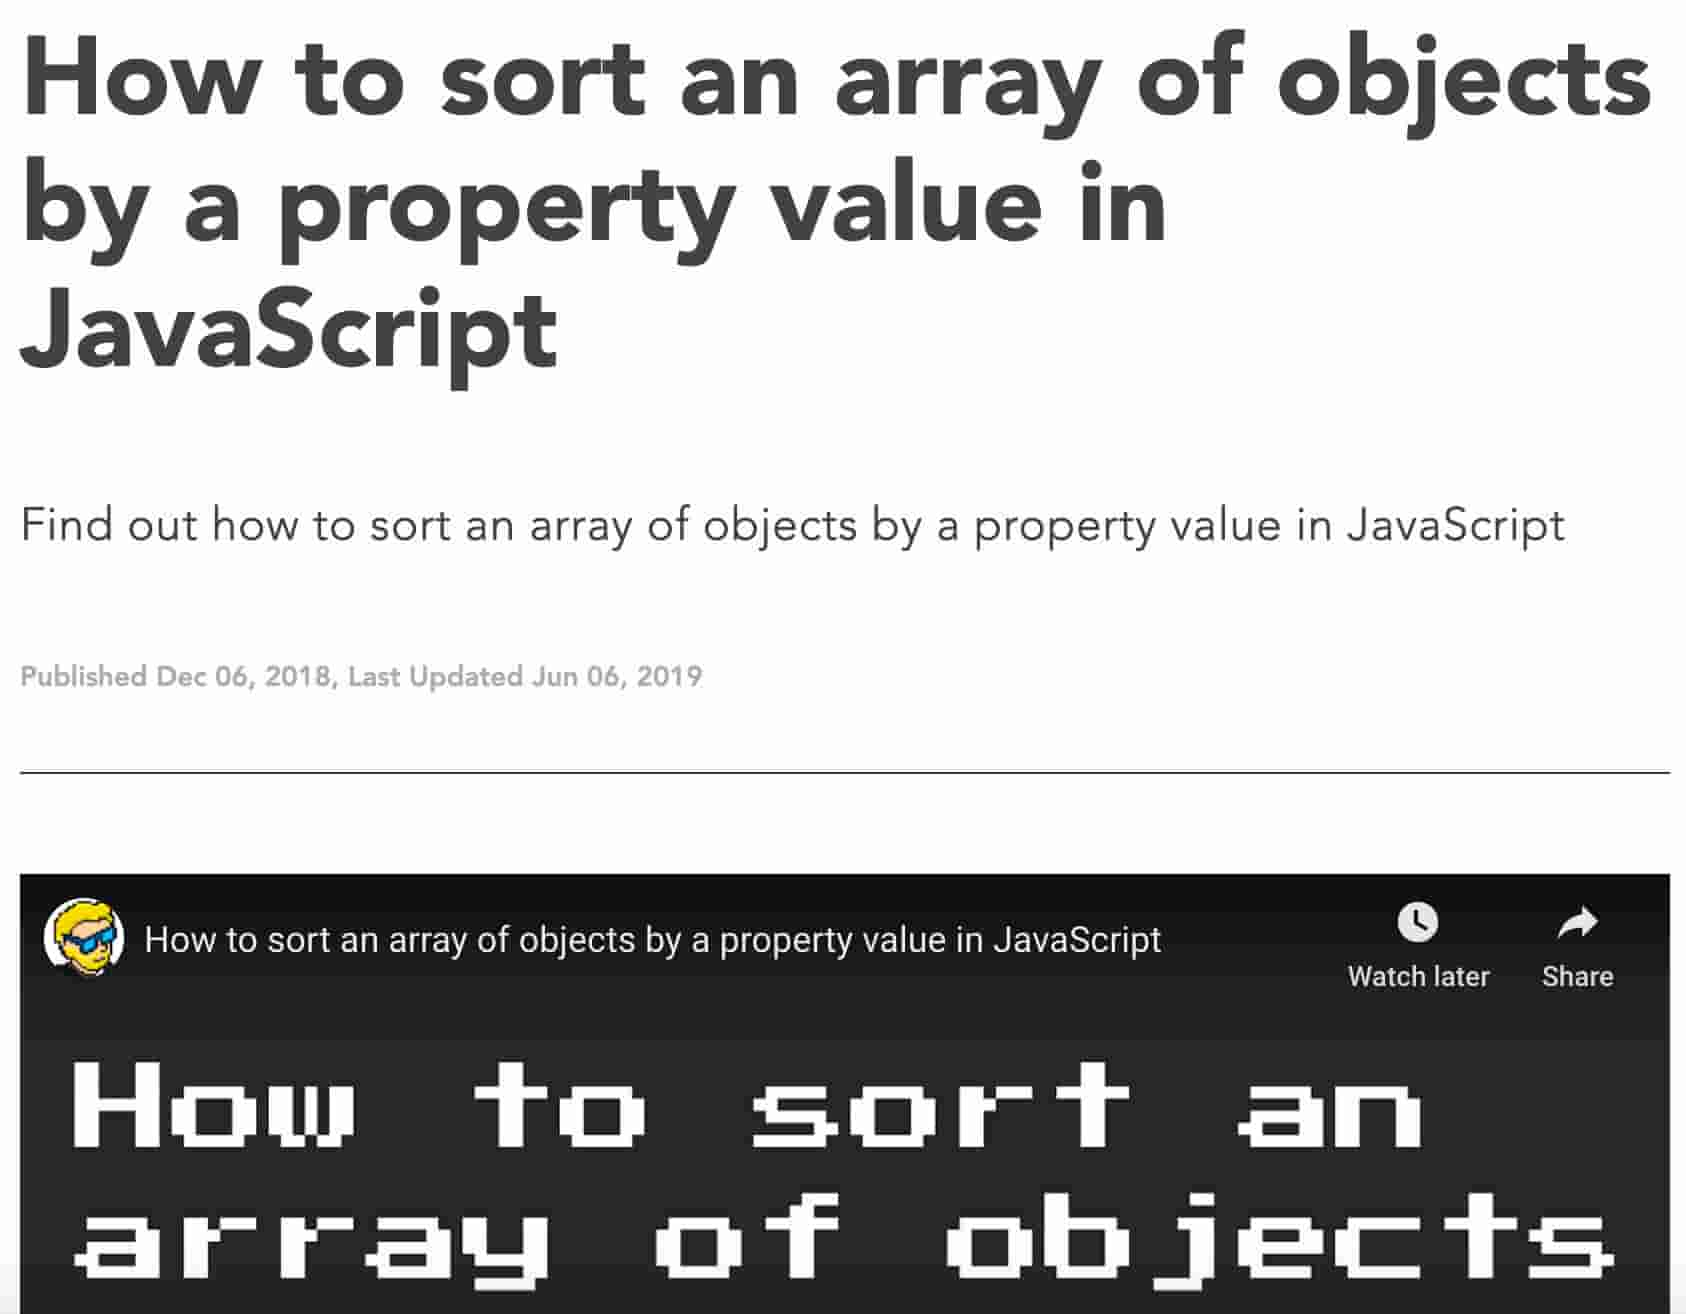 How to sort an array of objects
by a property value in
JavaScript
Find out how to sort an array of objects by a property value in JavaScript
Published Dec 06, 2018, Last Updated Jun 06, 2019
How to sort an array of objects by a property value in JavaScript
Watch later
Share
How to sort an
array of objects